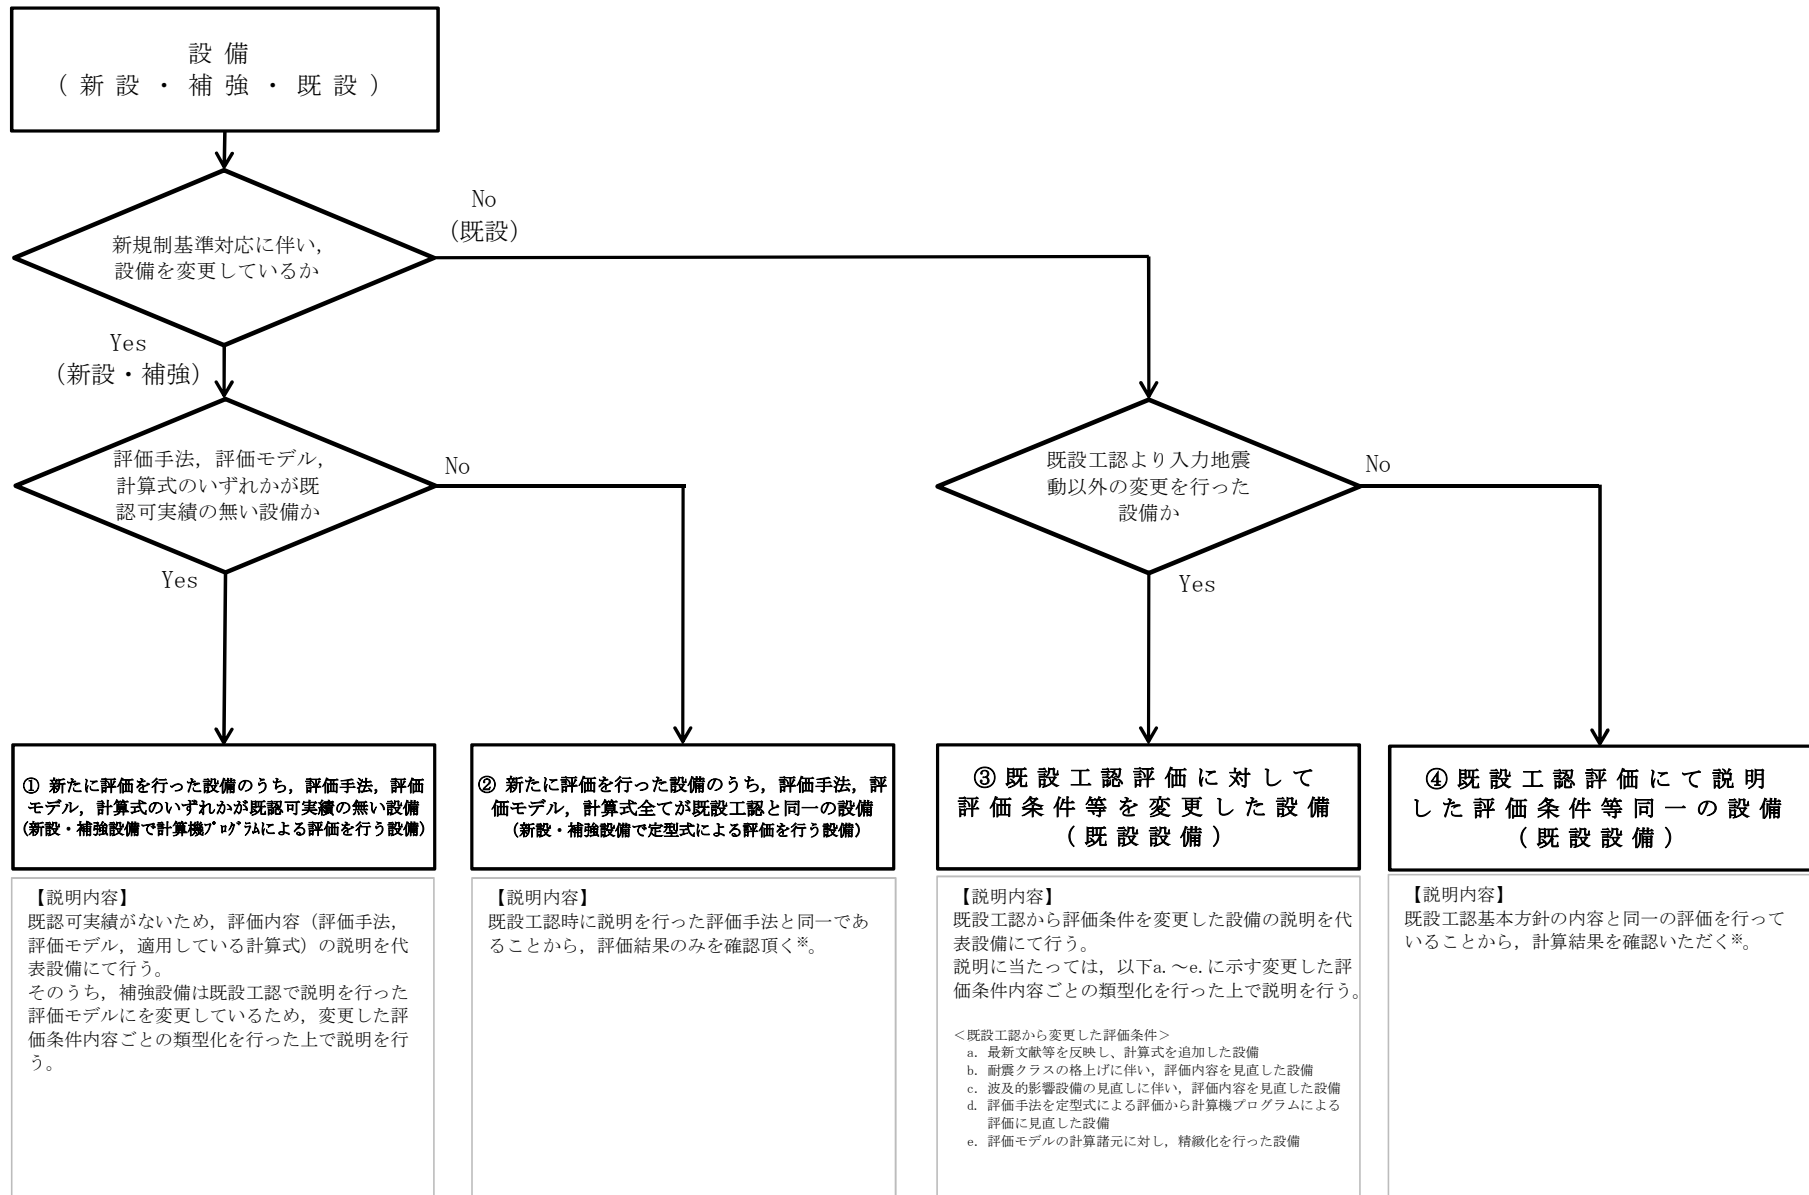 設備
（新設・補強・既設）
新規制基準対応に伴い，
設備を変更しているか
No
（既設）
Yes
（新設・補強）
評価手法，評価モデル，
計算式のいずれかが既
認可実績の無い設備か
No
Yes
既設工認より入力地震
動以外の変更を行った
設備か
No
Yes
① 新たに評価を行った設備のうち，評価手法，評価
モデル，計算式のいずれかが既認可実績の無い設備
（新設・補強設備で計算機ﾌﾟﾛｸﾞﾗﾑによる評価を行う設備）
② 新たに評価を行った設備のうち，評価手法，評
価モデル，計算式全てが既設工認と同一の設備
（新設・補強設備で定型式による評価を行う設備）
③既設工認評価に対して
評価条件等を変更した設備
（既設設備）
④既設工認評価にて説明
した評価条件等同一の設備
（既設設備）
【説明内容】
既認可実績がないため，評価内容（評価手法，
評価モデル，適用している計算式）の説明を代
表設備にて行う。
そのうち，補強設備は既設工認で説明を行った
評価モデルにを変更しているため，変更した評
価条件内容ごとの類型化を行った上で説明を行
う。
【説明内容】
既設工認時に説明を行った評価手法と同一であ
ることから，評価結果のみを確認頂く※。
【説明内容】
既設工認から評価条件を変更した設備の説明を代
表設備にて行う。
説明に当たっては，以下a.～e.に示す変更した評
価条件内容ごとの類型化を行った上で説明を行う。
＜既設工認から変更した評価条件＞
a. 最新文献等を反映し、計算式を追加した設備
b. 耐震クラスの格上げに伴い，評価内容を見直した設備
c. 波及的影響設備の見直しに伴い，評価内容を見直した設備
d. 評価手法を定型式による評価から計算機プログラムによる
評価に見直した設備
e. 評価モデルの計算諸元に対し，精緻化を行った設備
【説明内容】
既設工認基本方針の内容と同一の評価を行って
いることから，計算結果を確認いただく※。